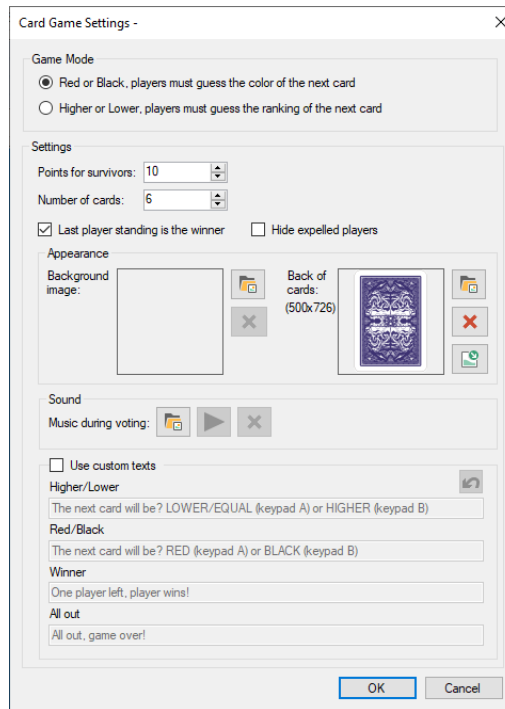 Card Game Settings -
Game Mode
Red or Black, players must guess the color of the next card
Higher or Lower, players must guess the ranking of the next card
Settings
Points for survivors: 10
Number of cards: 6
Last player standing is the winner Hide expelled players
Appearance
Background image:
Back of cards: (500x726)
Sound
Music during voting:
Use custom texts
Higher/Lower
The next card will be? LOWER/EQUAL (keypad A) or HIGHER (keypad B)
Red/Black
The next card will be? RED (keypad A) or BLACK (keypad B)
Winner
One player left, player wins!
All out
All out, game over!
OK Cancel